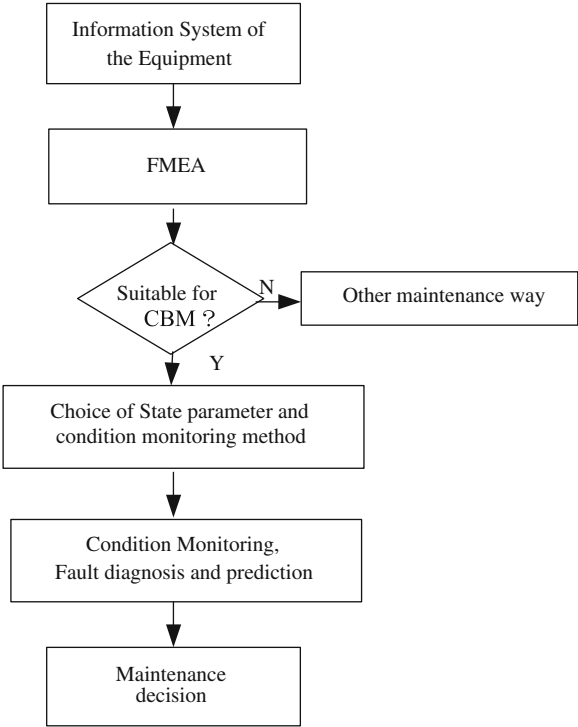 Information System of
the Equipment
FMEA
Suitable for
CBM？
N
Other maintenance way
Y
Choice of State parameter and
condition monitoring method
Condition Monitoring,
Fault diagnosis and prediction
Maintenance
decision